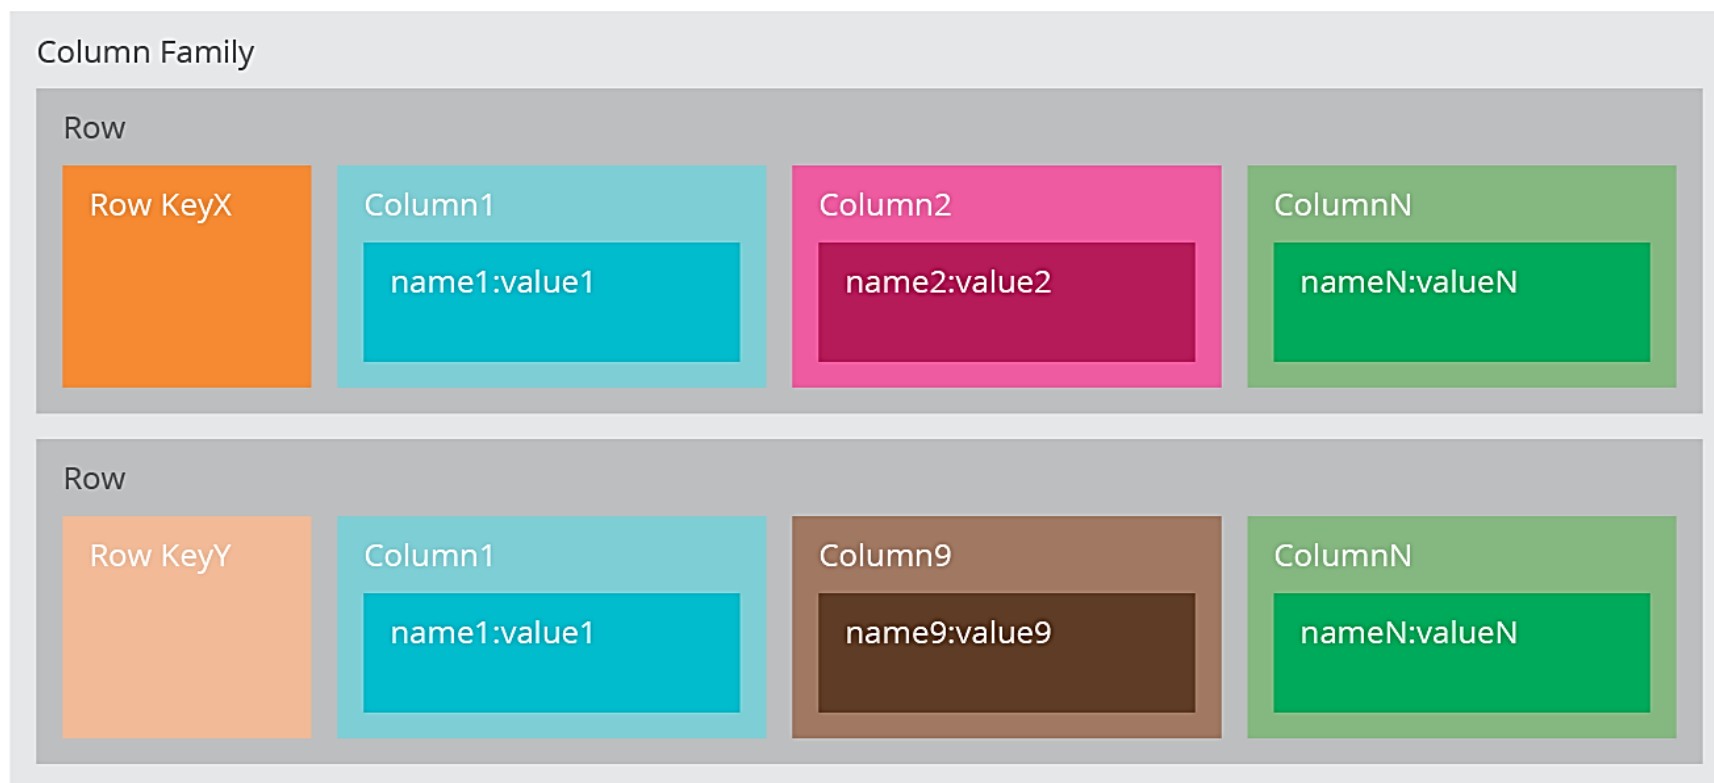 Column Family
Row
Row KeyX
Column1
name1:value1
Column2
name2:value2
ColumnN
nameN:valueN
Row
Row KeyY
Column1
name1:value1
Column9
name9:value9
ColumnN
nameN:valueN